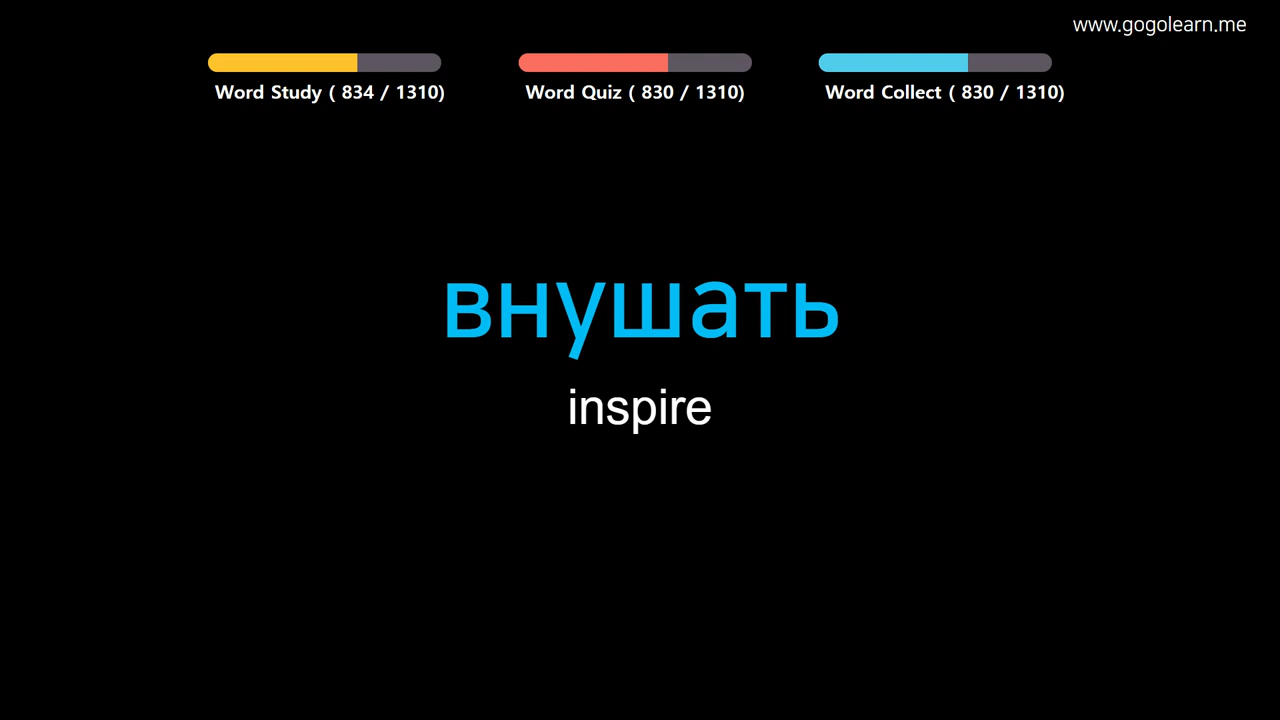 www.gogolearn.me
Word Study ( 834 / 1310)
Word Quiz ( 830 / 1310)
Word Collect ( 830 / 1310)
внушать
inspire